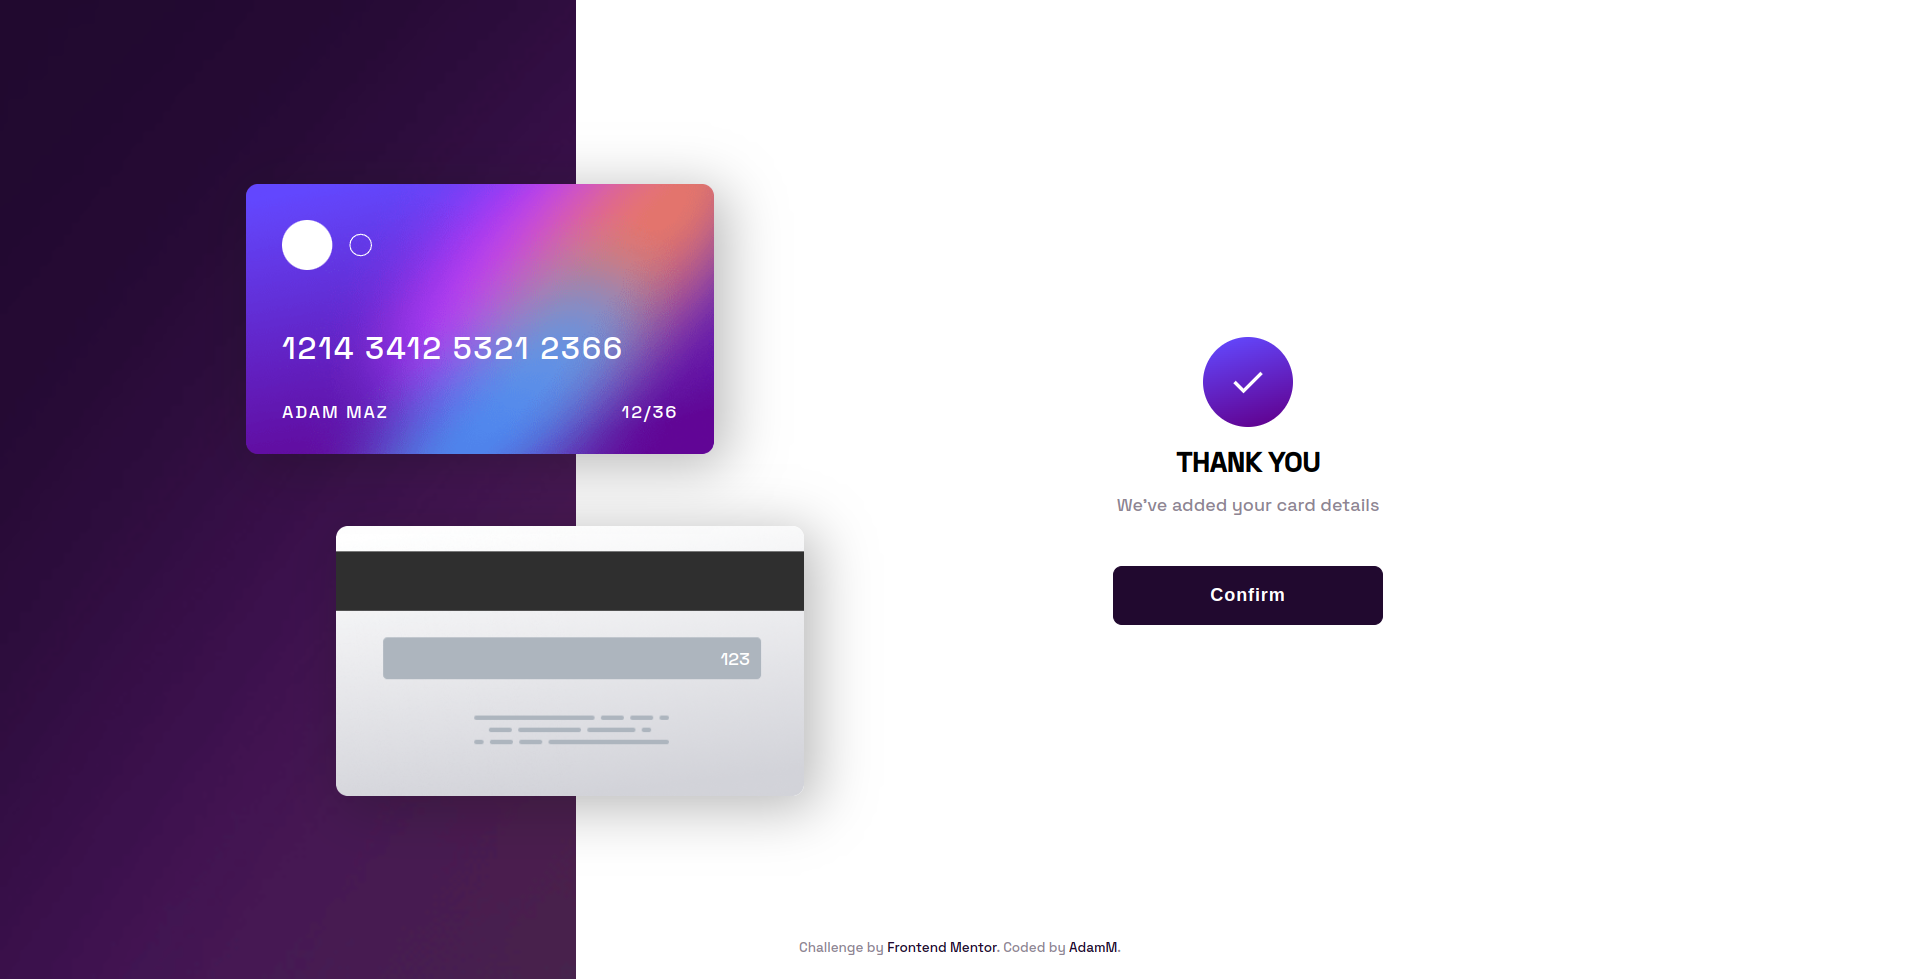 1214 3412 5321 2366
ADAM MAZ 12/36
123
THANK YOU
We've added your card details
Confirm
Challenge by Frontend Mentor. Coded by AdamM.